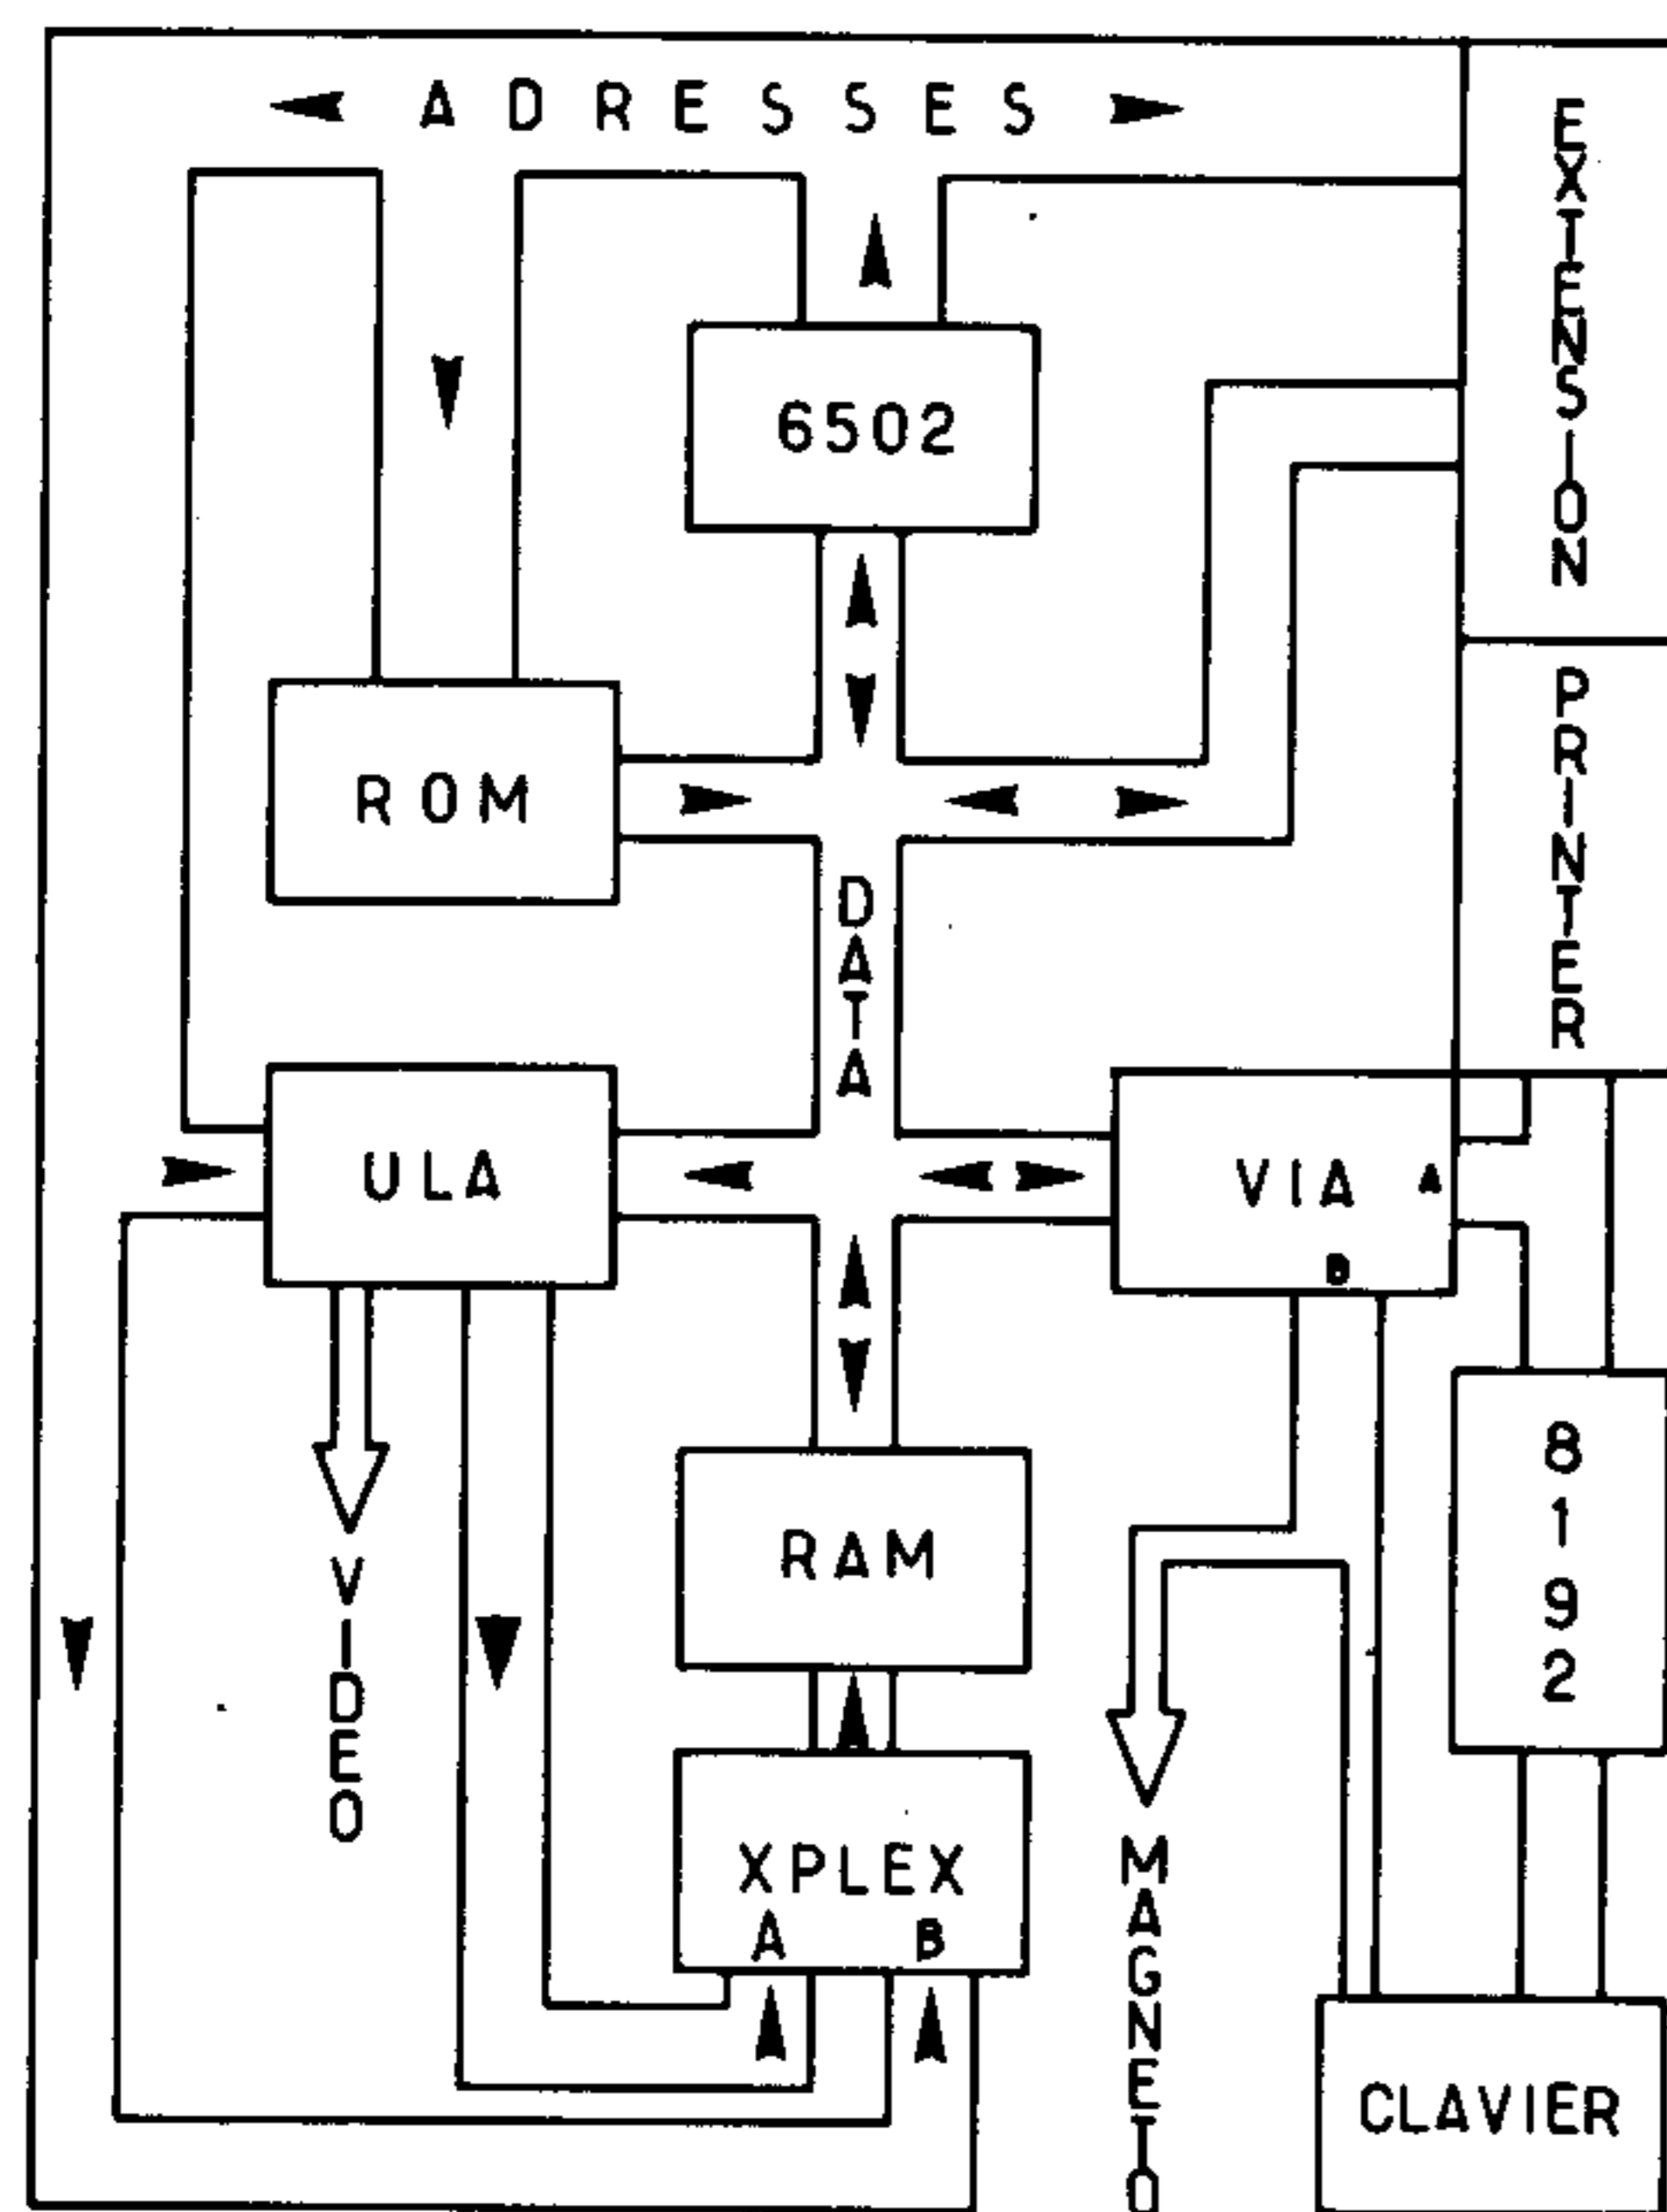 ADRESSES
EXTENSION
6502
PRINTER
ROM
DATA
ULA
VIA A
B
8192
RAM
VIDEO
XPLEX
A B
MAGNETO
CLAVIER